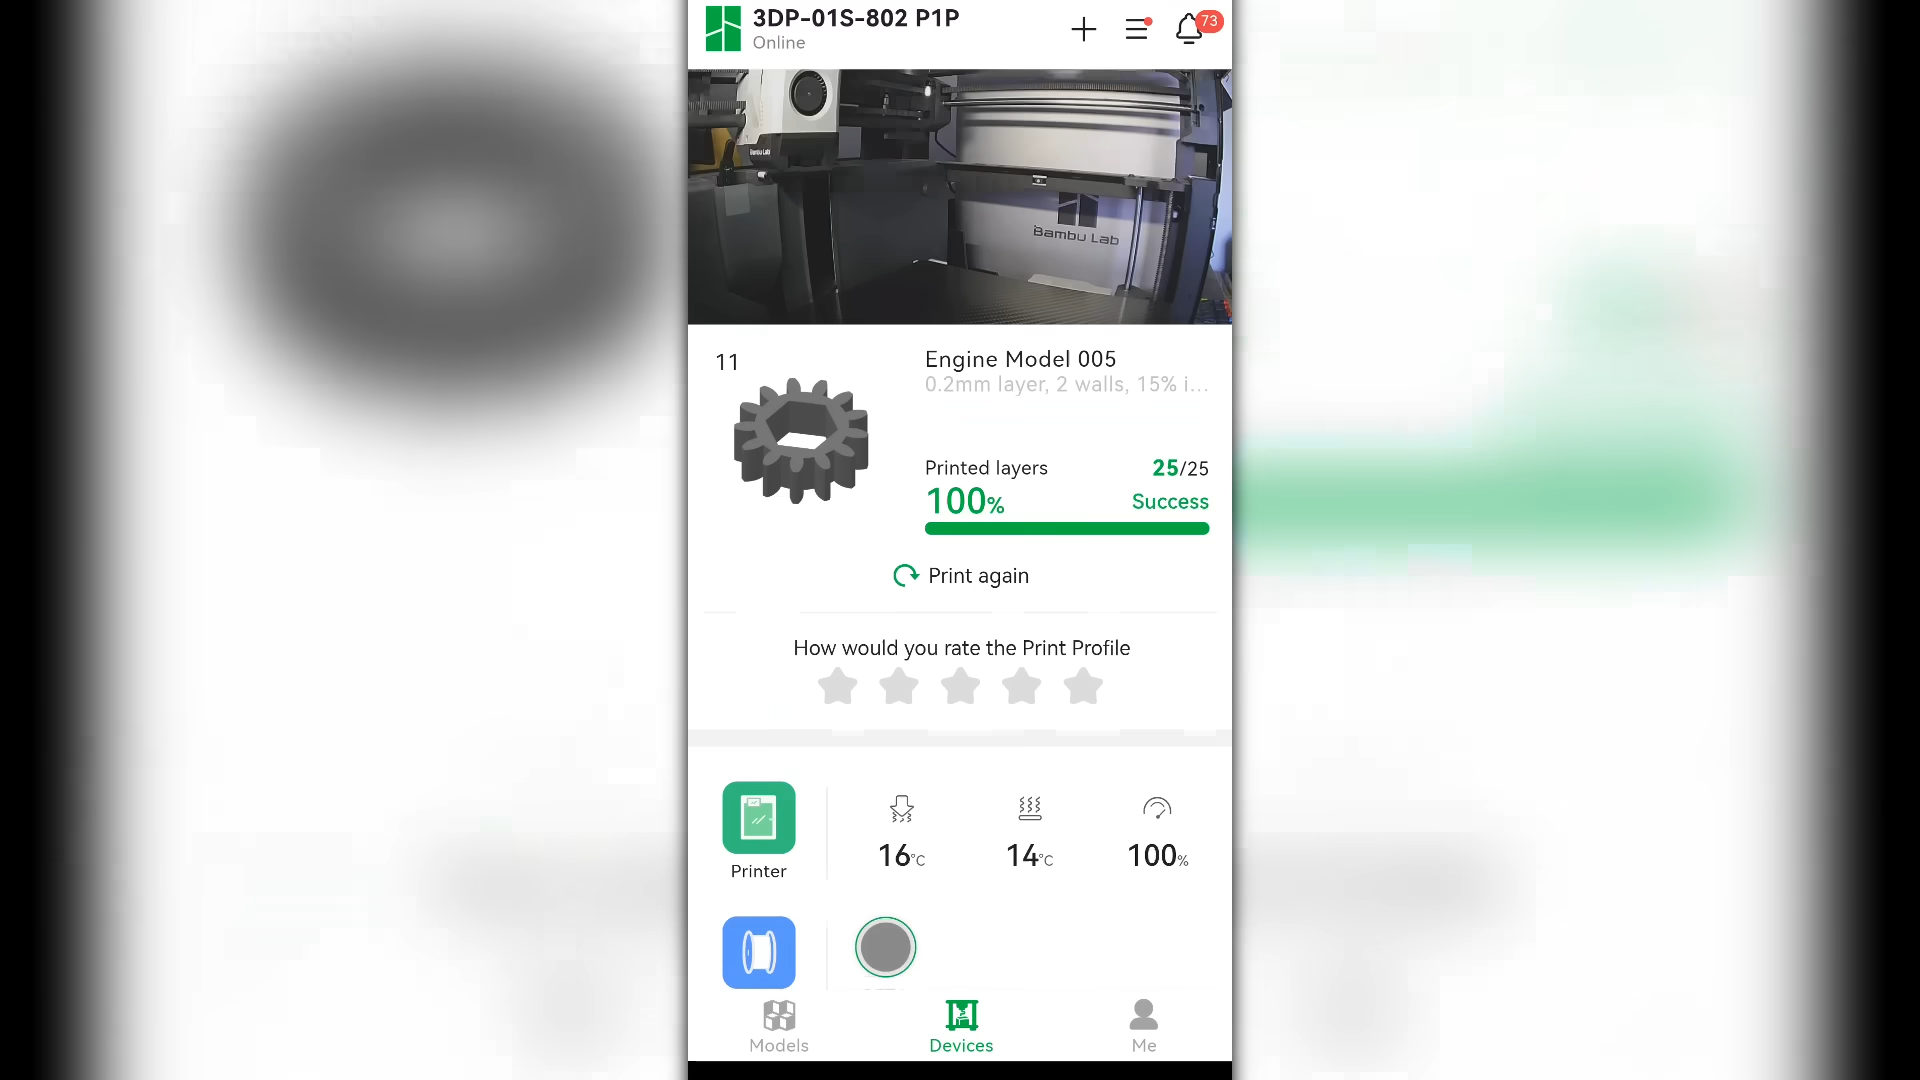 3DP-01S-802 P1P
Online
73
Bambu Lab
Bambu Lab
11
Engine Model 005
0.2mm layer, 2 walls, 15% i...
Printed layers
25/25
100%
Success
Print again
How would you rate the Print Profile
Printer
16°C
14°C
100%
Models
Devices
Me